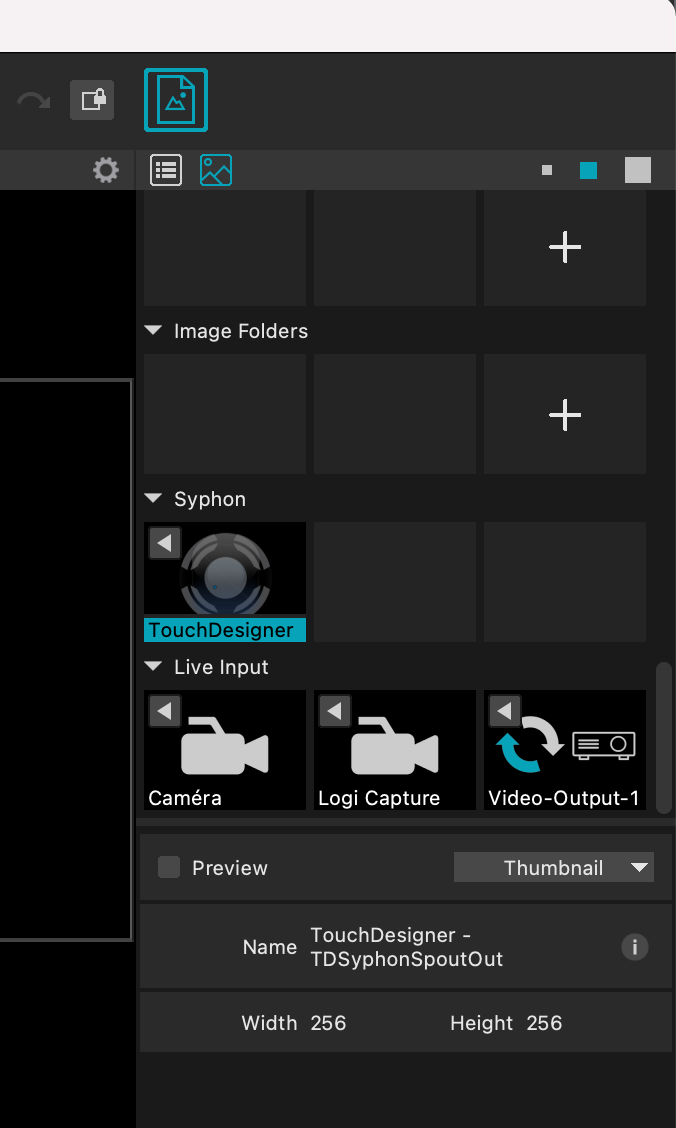 Image Folders
Syphon
TouchDesigner
Live Input
Caméra
Logi Capture
Video-Output-1
Preview
Thumbnail
Name
TouchDesigner -
TDSyphonSpoutOut
Width 256
Height 256